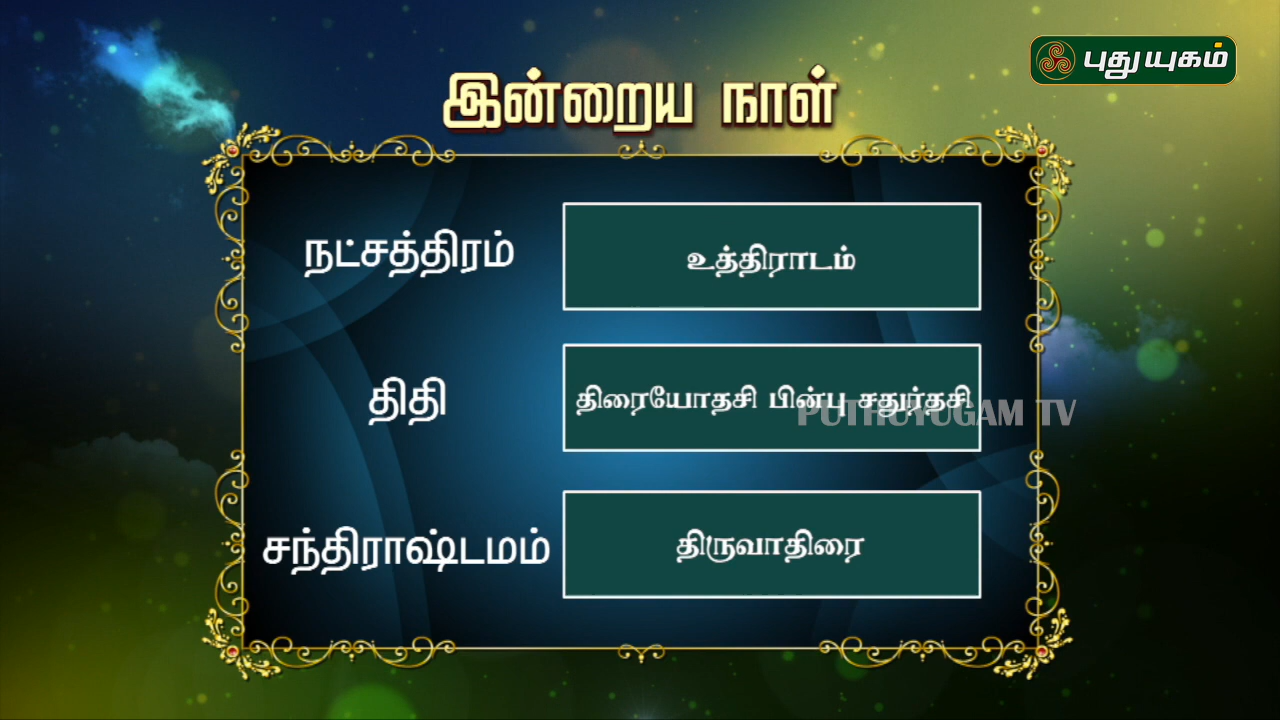 புதுயுகம்
இன்றைய நாள்
நட்சத்திரம் உத்திராடம்
திதி திரையோதசி பின்பு சதுர்தசி
PUTHUYUGAM TV
சந்திராஷ்டமம் திருவாதிரை